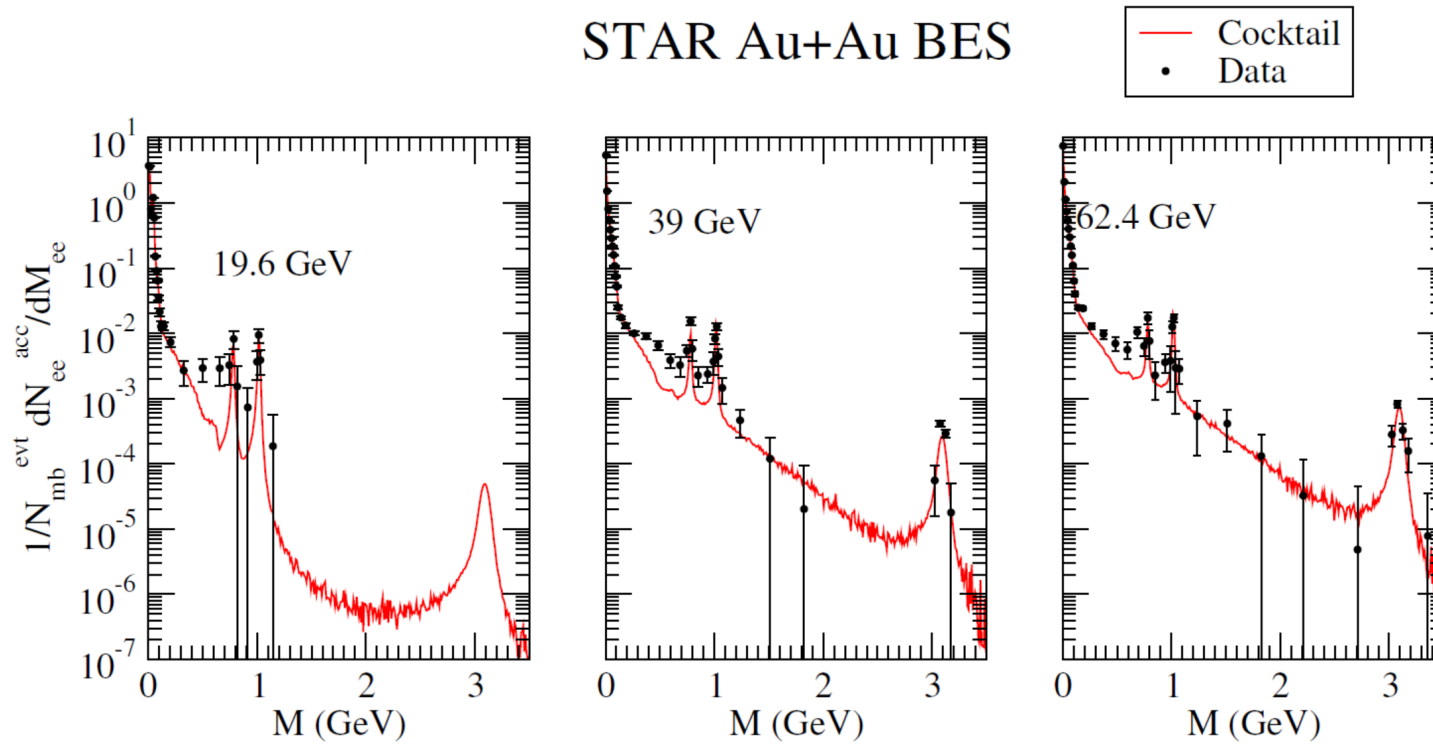 STAR Au+Au BES
Cocktail
Data
1/N_mb^evt dN_ee^acc/dM_ee
10^1
10^0
10^-1
10^-2
10^-3
10^-4
10^-5
10^-6
10^-7
19.6 GeV
39 GeV
62.4 GeV
0 1 2 3
0 1 2 3
0 1 2 3
M (GeV)
M (GeV)
M (GeV)